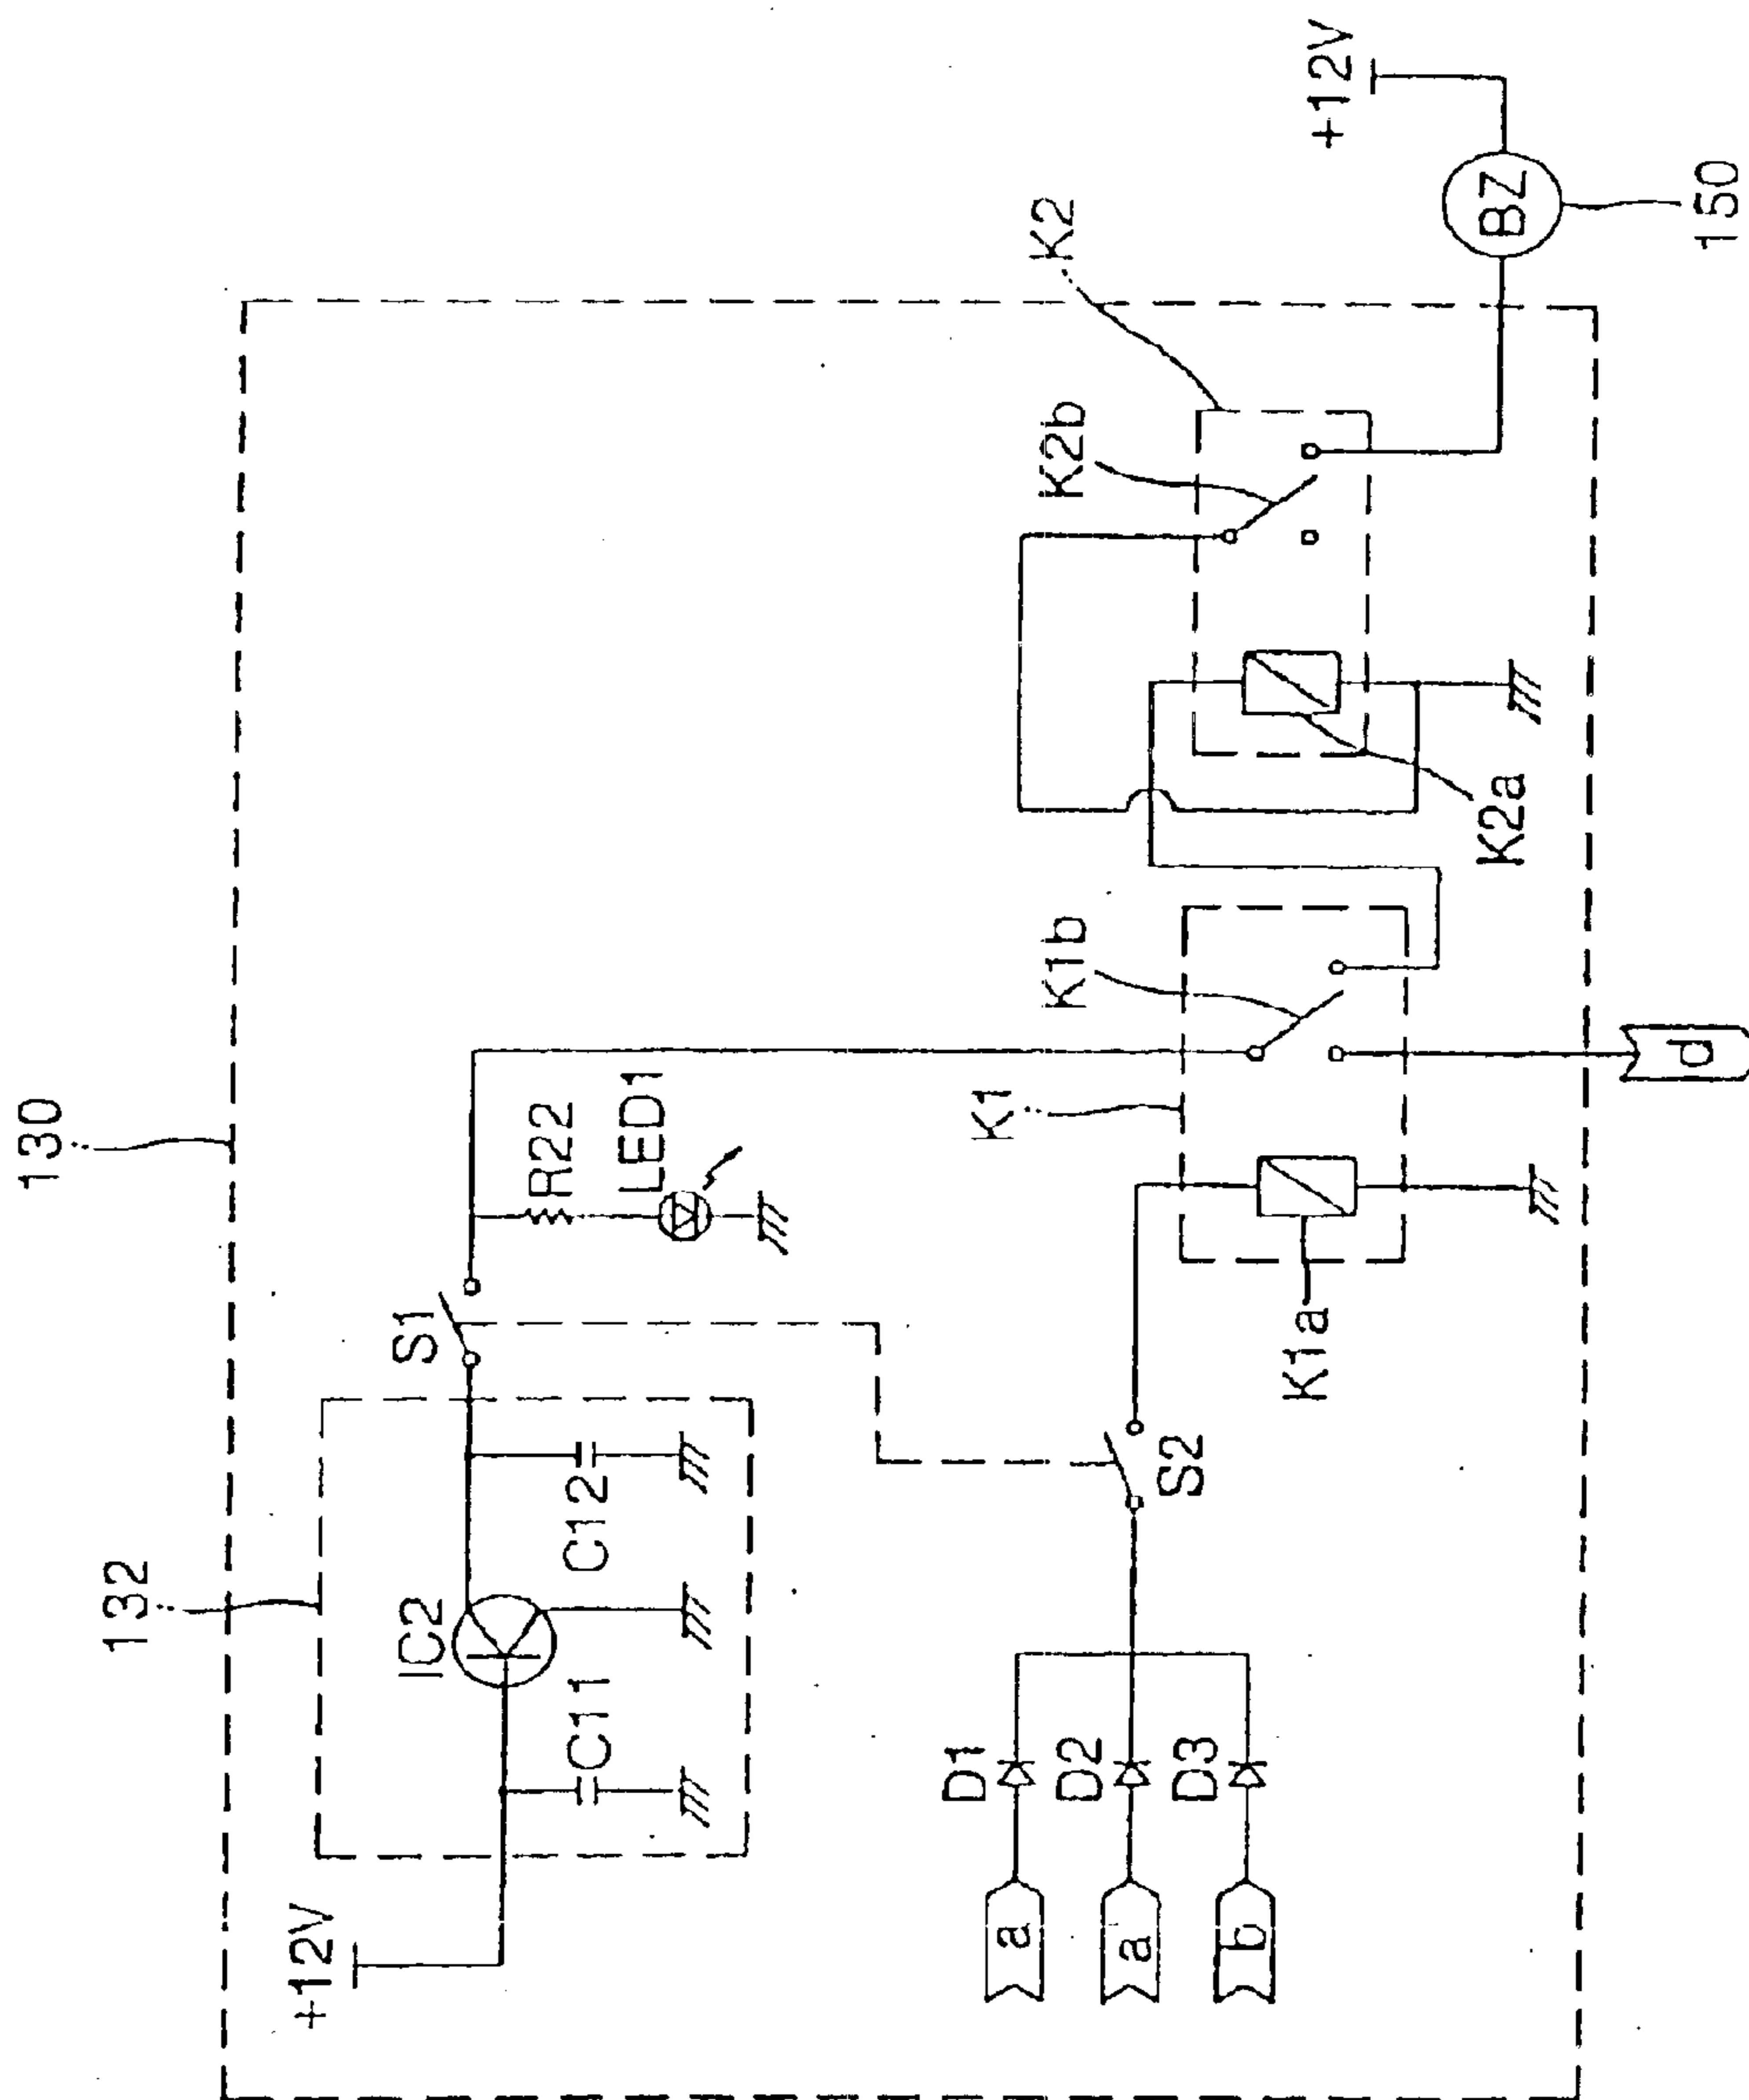 130
132
+12V
IC2
C11
C12
S1
R22
LED1
a
D1
a
D2
b
D3
S2
K1
K1a
K1b
d
K2
K2a
K2b
+12V
BZ
150